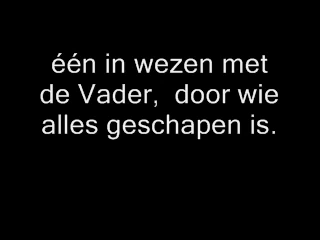 één in wezen met
de Vader,  door wie
alles geschapen is.